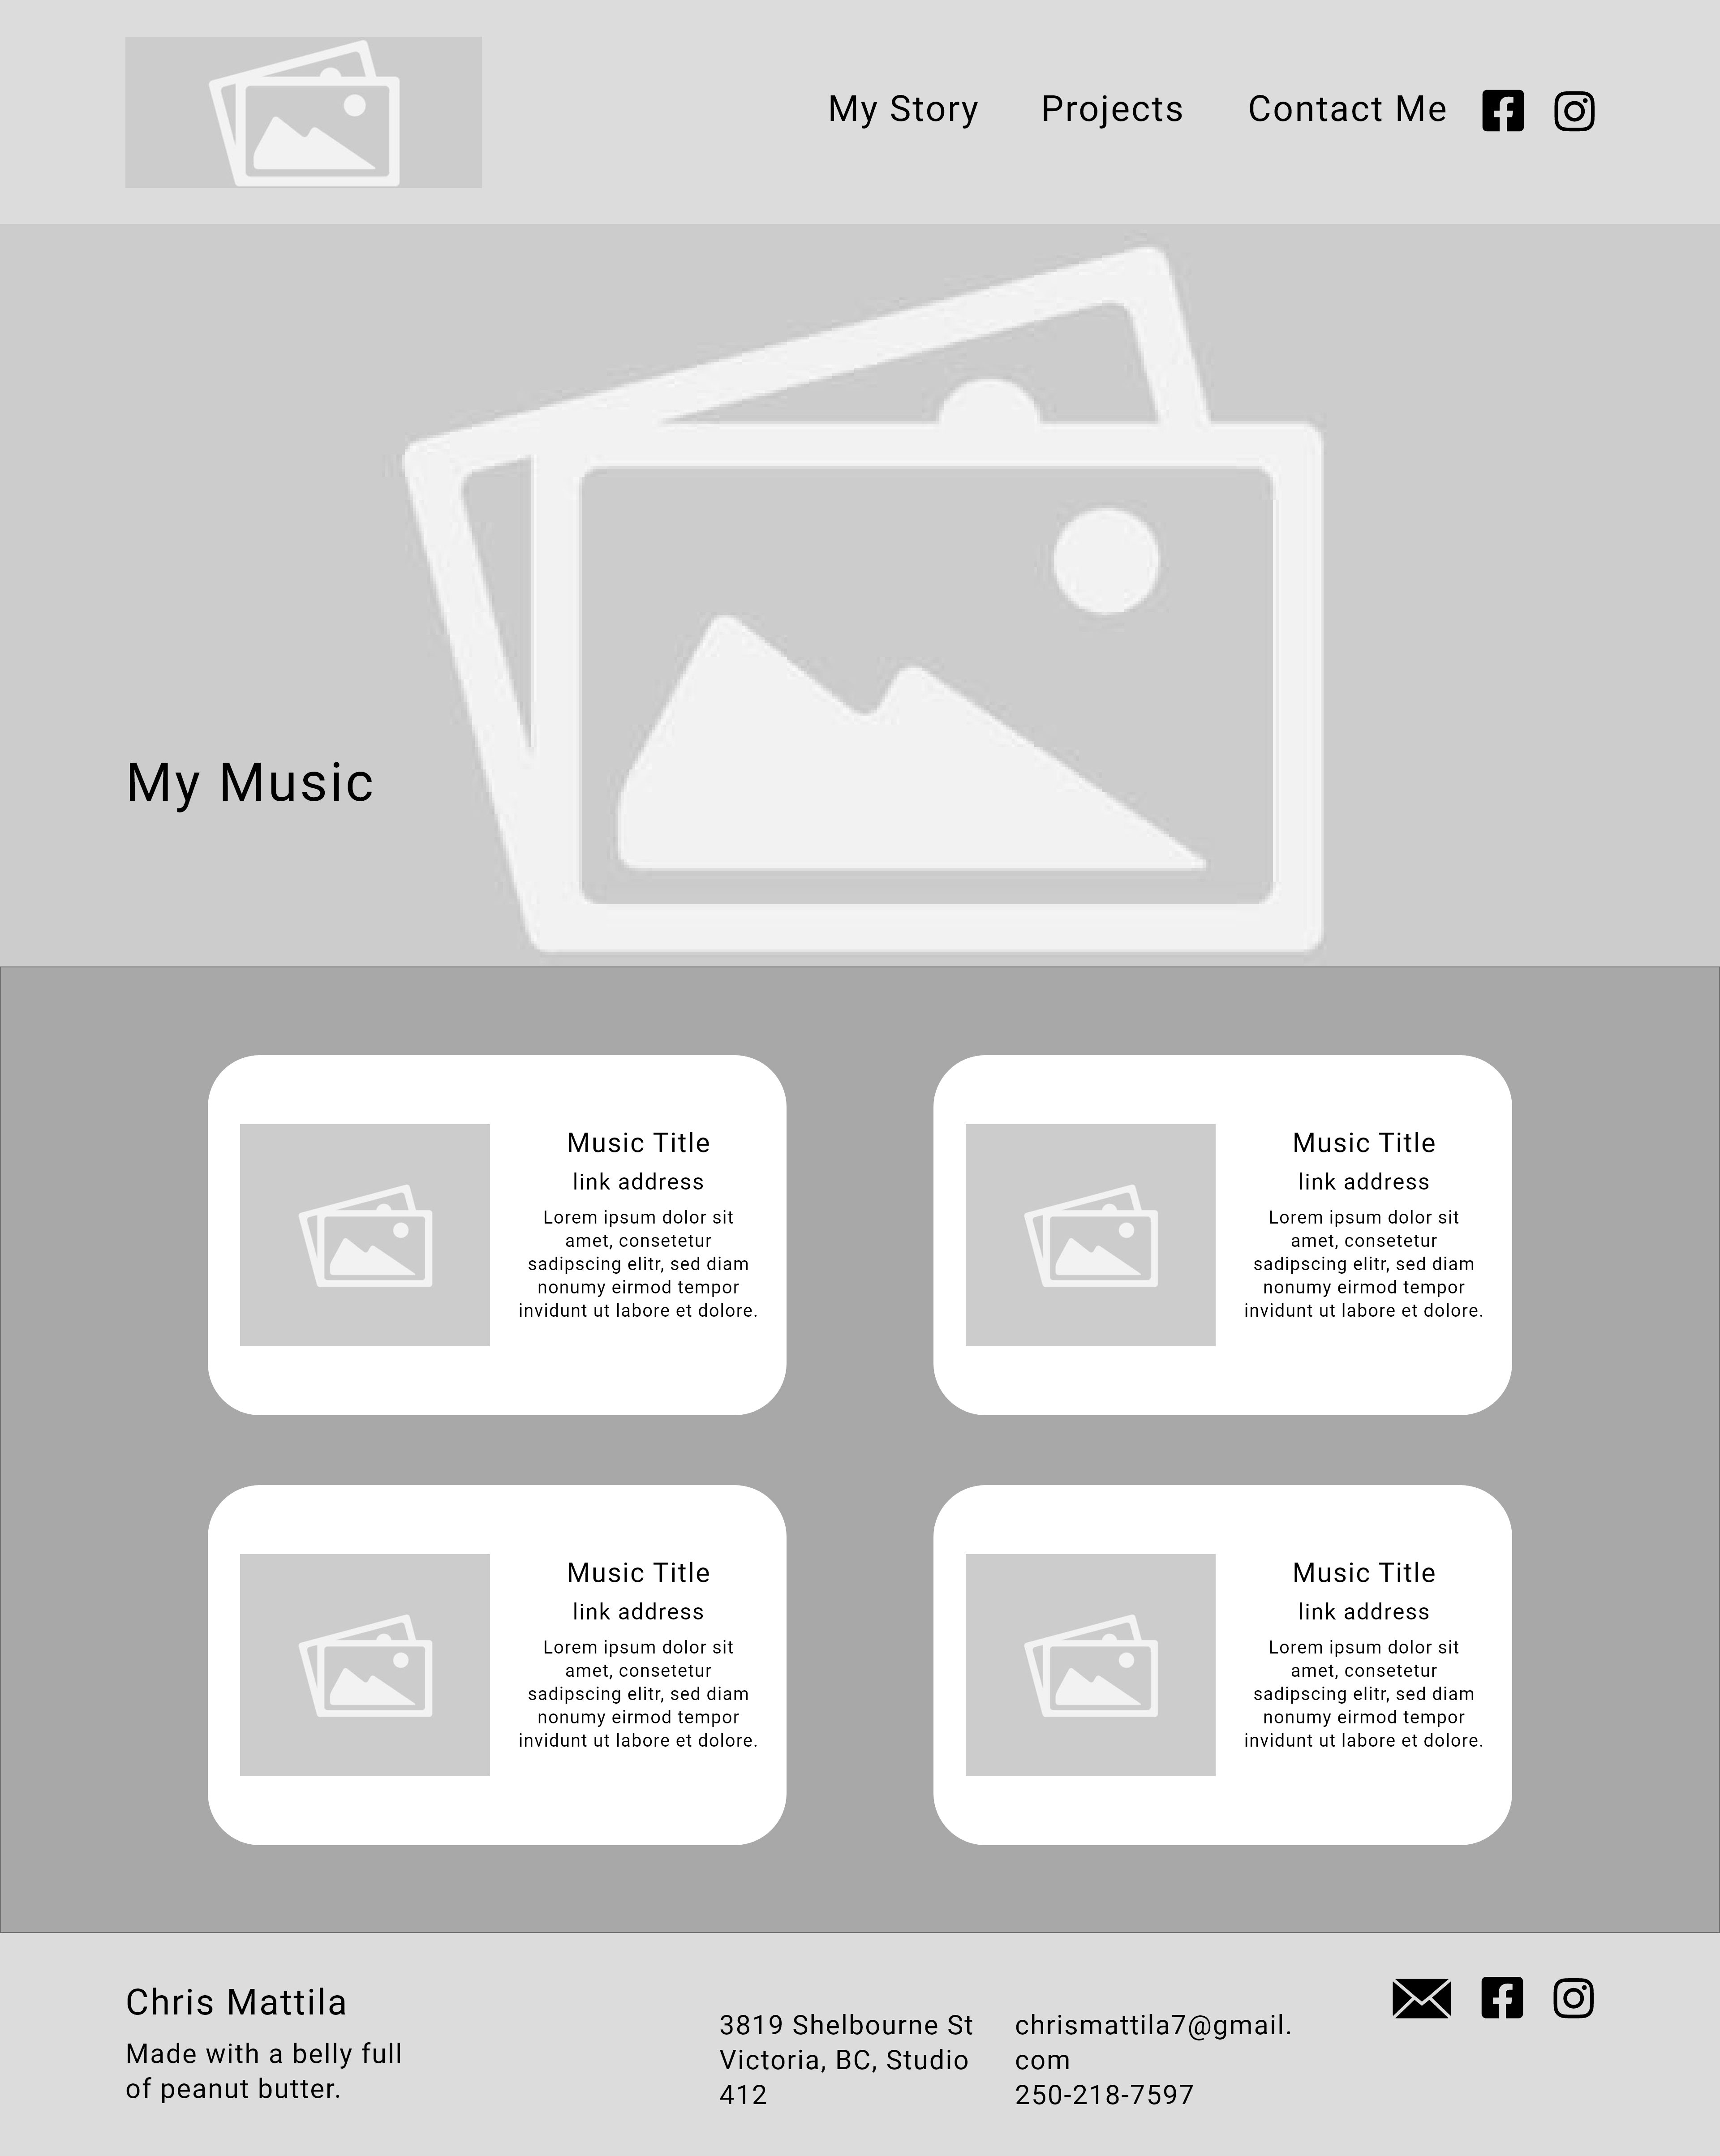 My Story Projects Contact Me
My Music
Music Title
link address
Lorem ipsum dolor sit
amet, consetetur
sadipscing elitr, sed diam
nonumy eirmod tempor
invidunt ut labore et dolore.
Music Title
link address
Lorem ipsum dolor sit
amet, consetetur
sadipscing elitr, sed diam
nonumy eirmod tempor
invidunt ut labore et dolore.
Music Title
link address
Lorem ipsum dolor sit
amet, consetetur
sadipscing elitr, sed diam
nonumy eirmod tempor
invidunt ut labore et dolore.
Music Title
link address
Lorem ipsum dolor sit
amet, consetetur
sadipscing elitr, sed diam
nonumy eirmod tempor
invidunt ut labore et dolore.
Chris Mattila
Made with a belly full
of peanut butter.
3819 Shelbourne St
Victoria, BC, Studio
412
chrismattila7@gmail.
com
250-218-7597